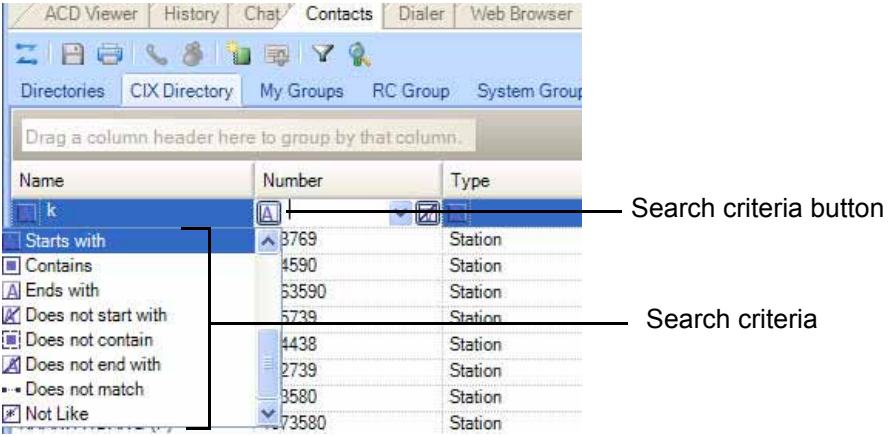 ACD Viewer History Chat Contacts Dialer Web Browser
Directories CIX Directory My Groups RC Group System Group
Drag a column header here to group by that column.
Name Number Type
k
Search criteria button
Starts with 3769 Station
Contains 4590 Station
Ends with 63590 Station
Does not start with 5739 Station
Search criteria
Does not contain 4438 Station
Does not end with 2739 Station
Does not match 3580 Station
Not Like 73580 Station